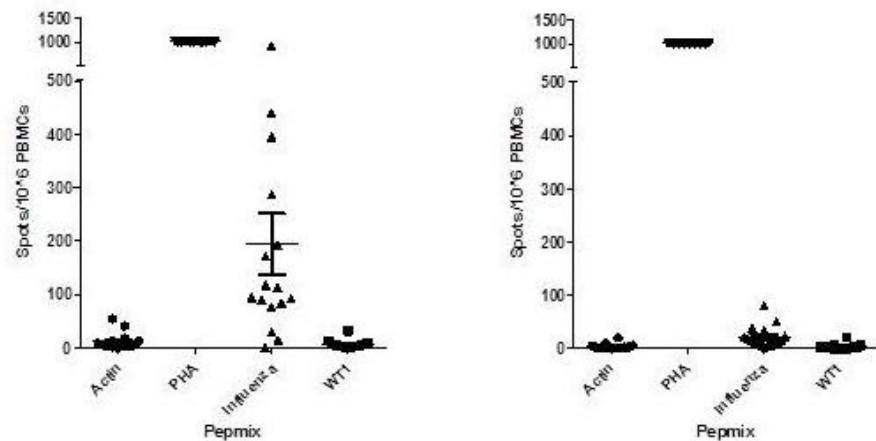 1500
1000
500
400
300
200
100
0
Spots/10^6 PBMCs
Actin
PHA
Influenza
WT1
Pepmix
1500
1000
500
400
300
200
100
0
Spots/10^6 PBMCs
Actin
PHA
Influenza
WT1
Pepmix